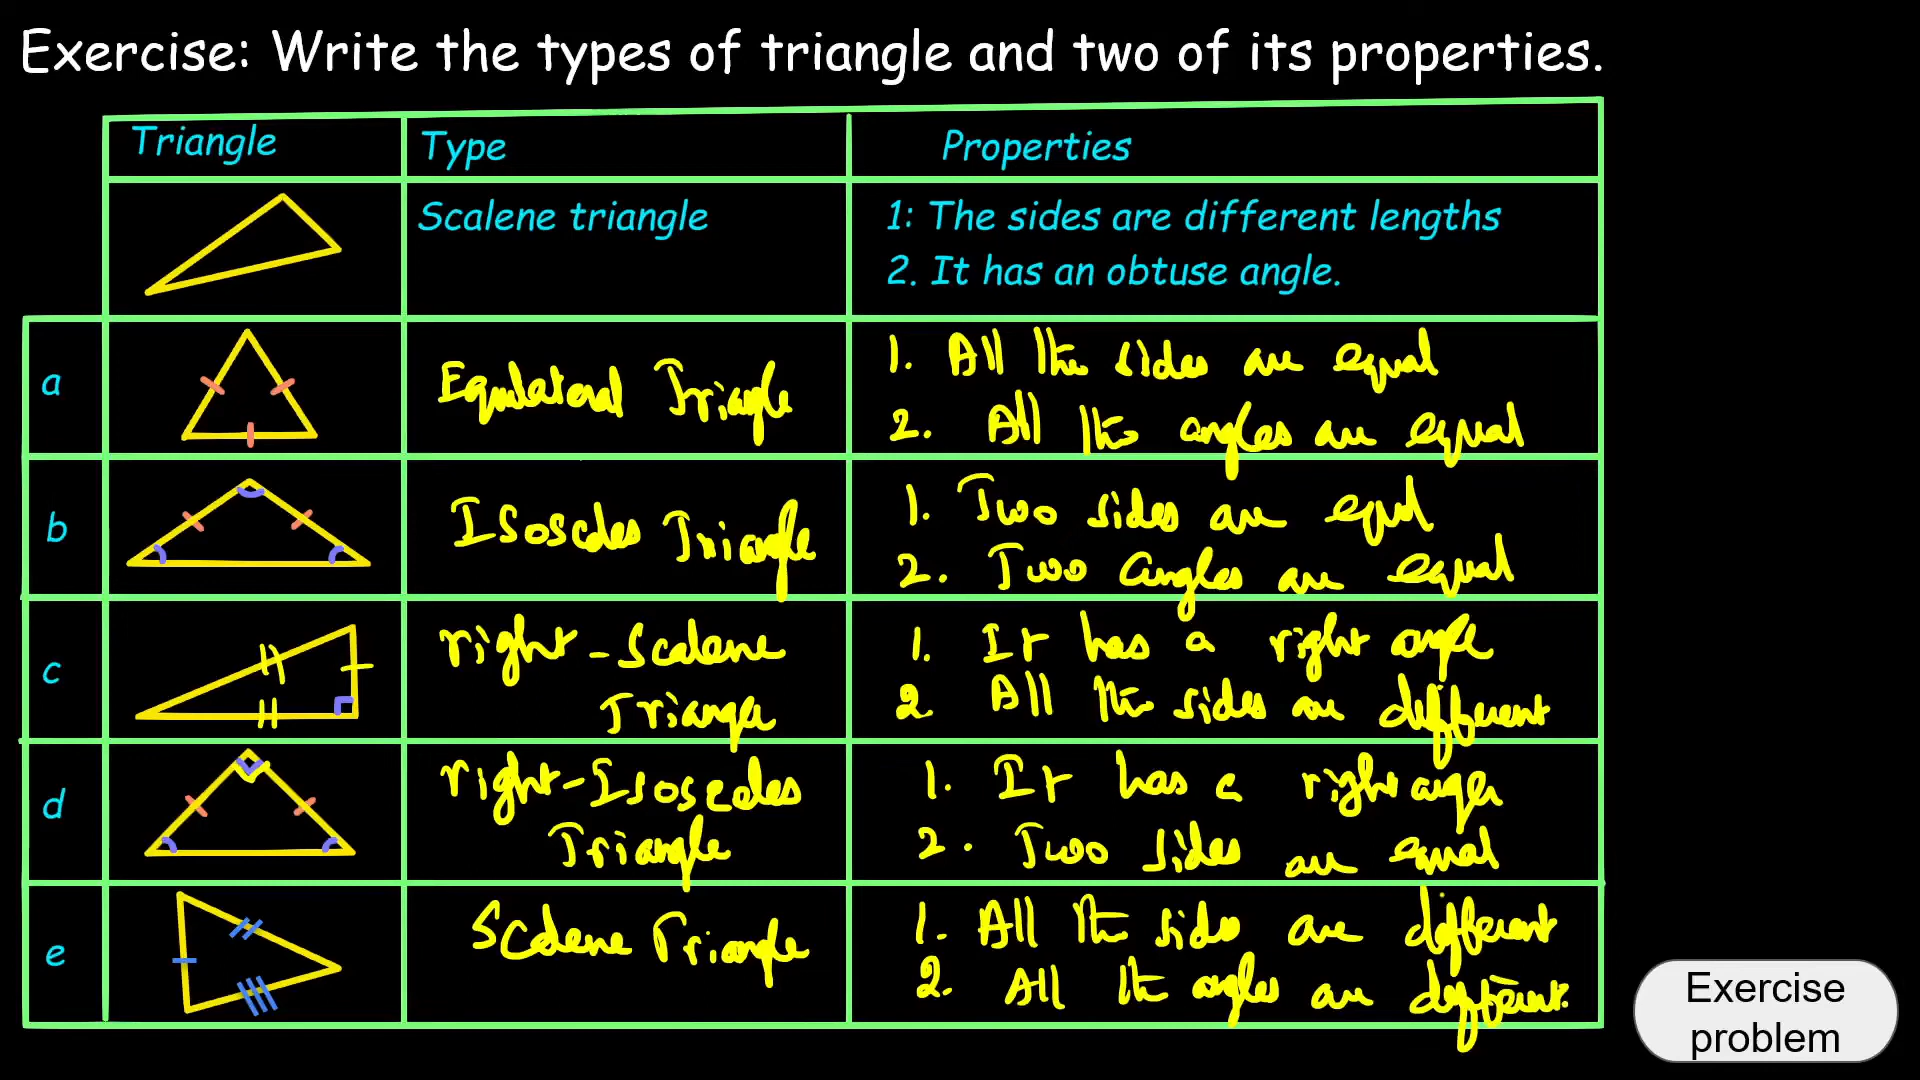 Exercise: Write the types of triangle and two of its properties.
Triangle Type Properties
Scalene triangle 1: The sides are different lengths
2. It has an obtuse angle.
a Equilateral Triangle 1. All the sides are equal
2. All the angles are equal
b Isosceles Triangle 1. Two sides are equal
2. Two angles are equal
c right-Scalene Triangle 1. It has a right angle
2 All the sides are different
d right-Isosceles Triangle 1. It has a right angle
2. Two sides are equal
e Scalene Triangle 1. All the sides are different
2. All the angles are different.
Exercise
problem